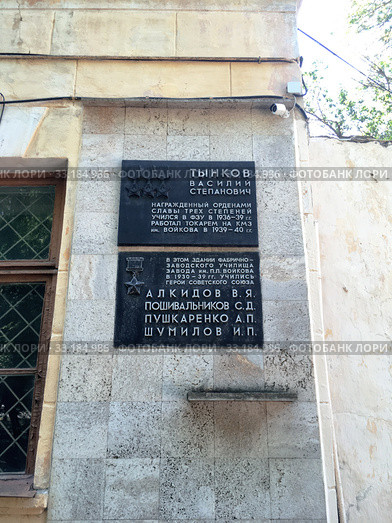 ТЫНКОВ
ВАСИЛИЙ
СТЕПАНОВИЧ
НАГРАЖДЕННЫЙ ОРДЕНАМИ
СЛАВЫ ТРЕХ СТЕПЕНЕЙ
УЧИЛСЯ В ФЗУ В 1936-39 гг.
РАБОТАЛ ТОКАРЕМ НА КМЗ
им. ВОЙКОВА В 1939-40 гг.
В ЭТОМ ЗДАНИИ ФАБРИЧНО-
ЗАВОДСКОГО УЧИЛИЩА
ЗАВОДА им. П.Л. ВОЙКОВА
В 1930-39 гг. УЧИЛИСЬ
ГЕРОИ СОВЕТСКОГО СОЮЗА
АЛКИДОВ В.Я.
ПОШИВАЛЬНИКОВ С.Д.
ПУШКАРЕНКО А.П.
ШУМИЛОВ И.П.
ФОТОБАНК ЛОРИ · 33.184.986